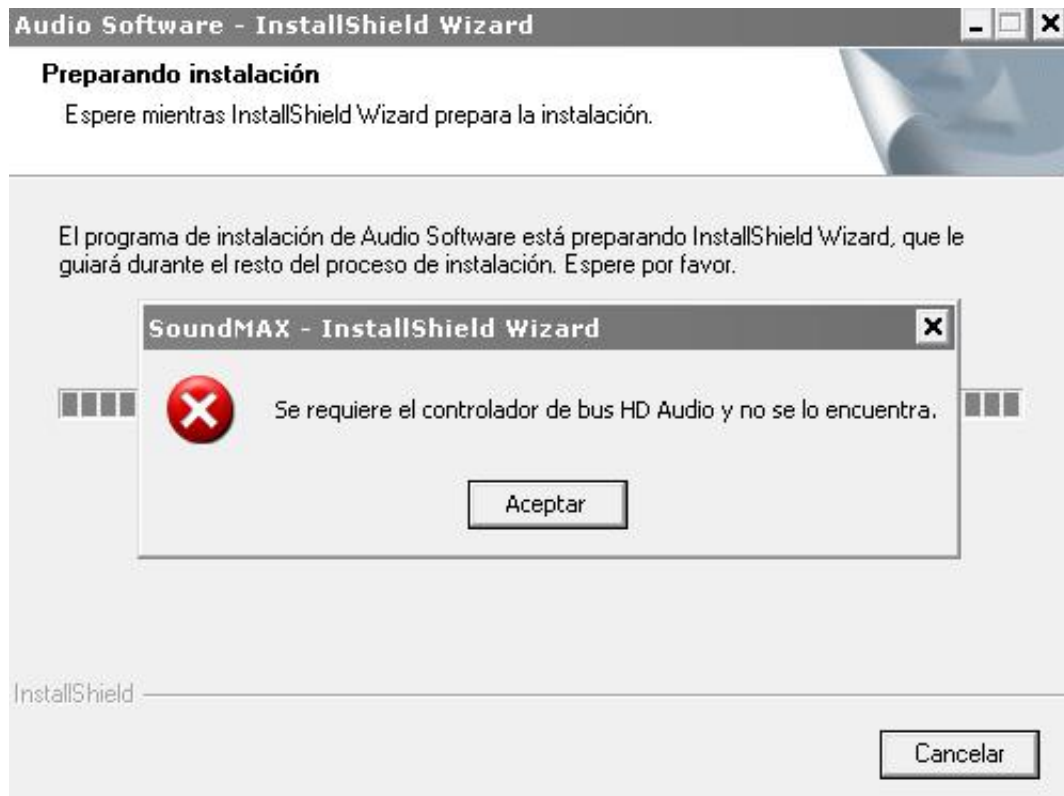 Audio Software - InstallShield Wizard
Preparando instalación
Espere mientras InstallShield Wizard prepara la instalación.
El programa de instalación de Audio Software está preparando InstallShield Wizard, que le
guiará durante el resto del proceso de instalación. Espere por favor.
SoundMAX - InstallShield Wizard
Se requiere el controlador de bus HD Audio y no se lo encuentra.
Aceptar
InstallShield
Cancelar